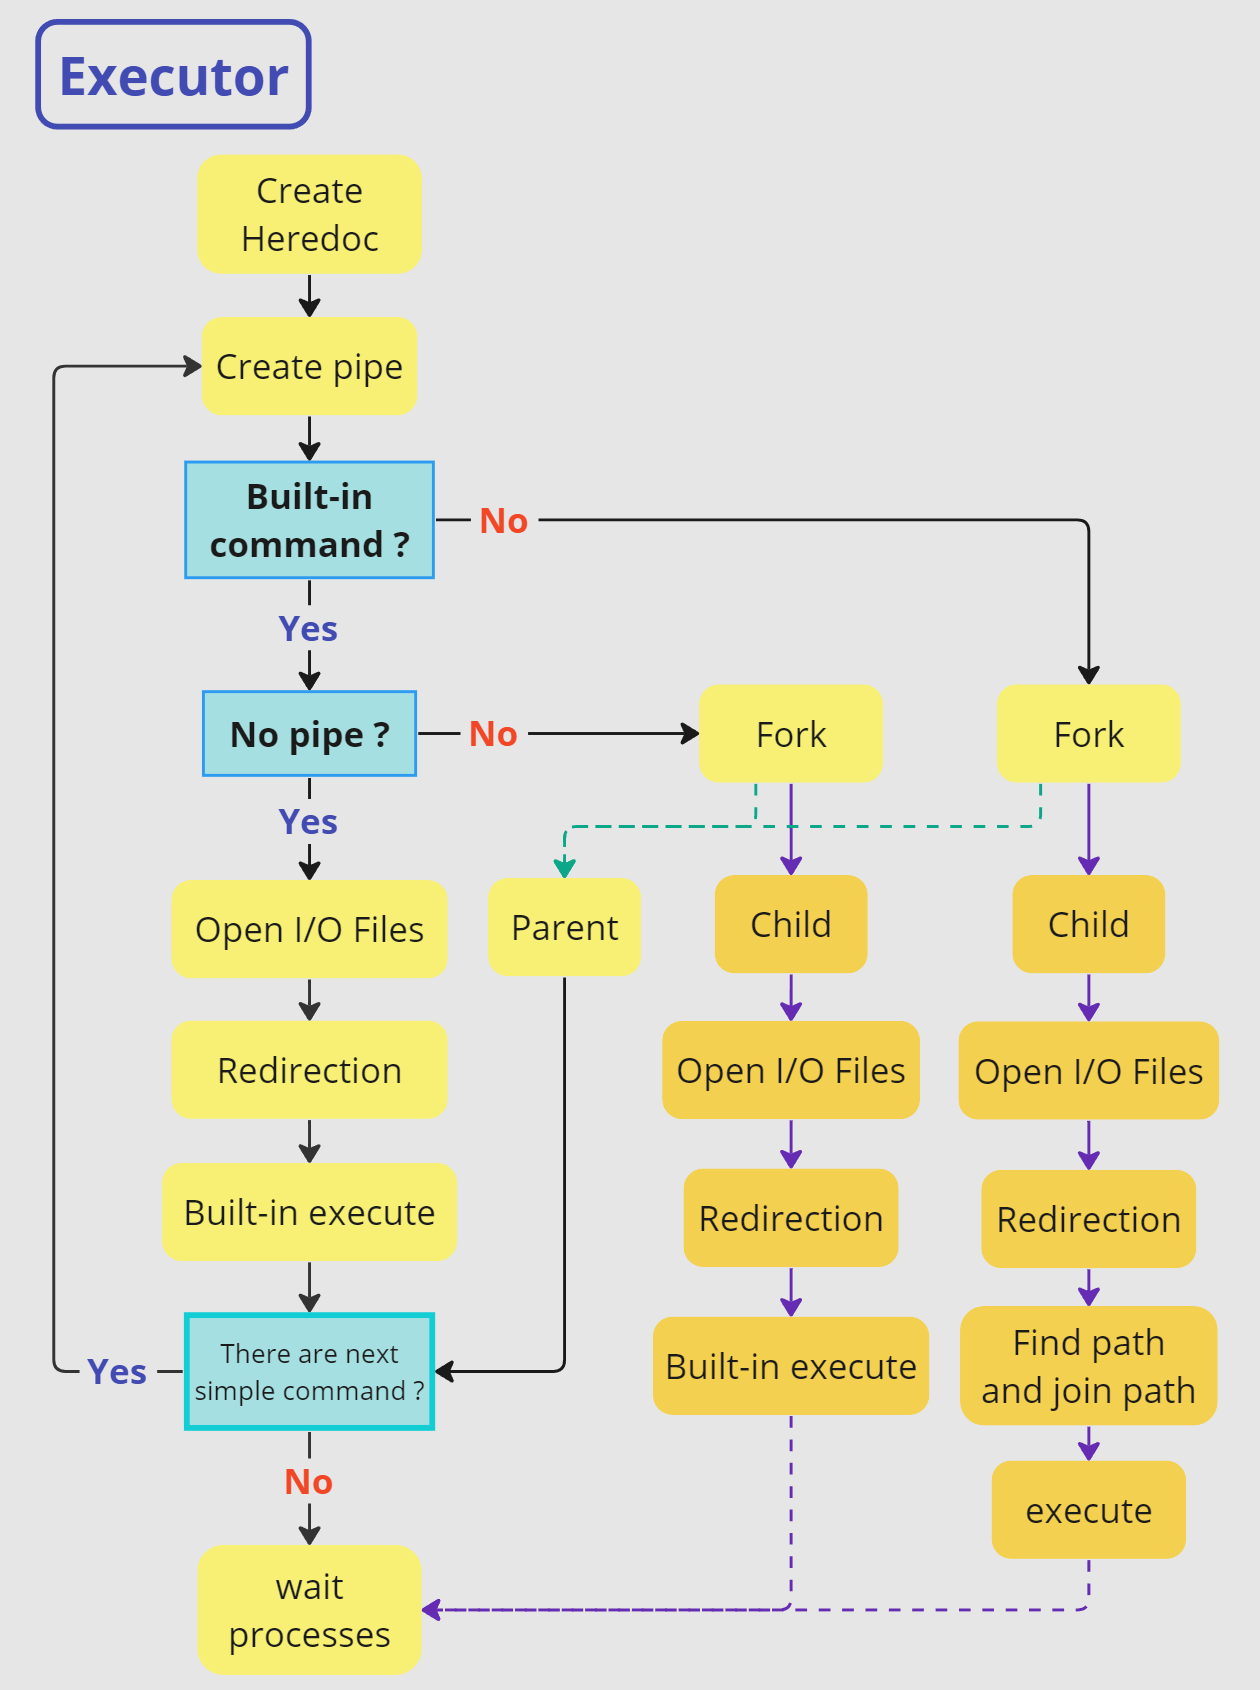 Executor
Create
Heredoc
Create pipe
Built-in
command ?
No
Yes
No pipe ?
No
Fork
Fork
Yes
Open I/O Files
Parent
Child
Child
Redirection
Open I/O Files
Open I/O Files
Built-in execute
Redirection
Redirection
There are next
simple command ?
Yes
Built-in execute
Find path
and join path
No
execute
wait
processes